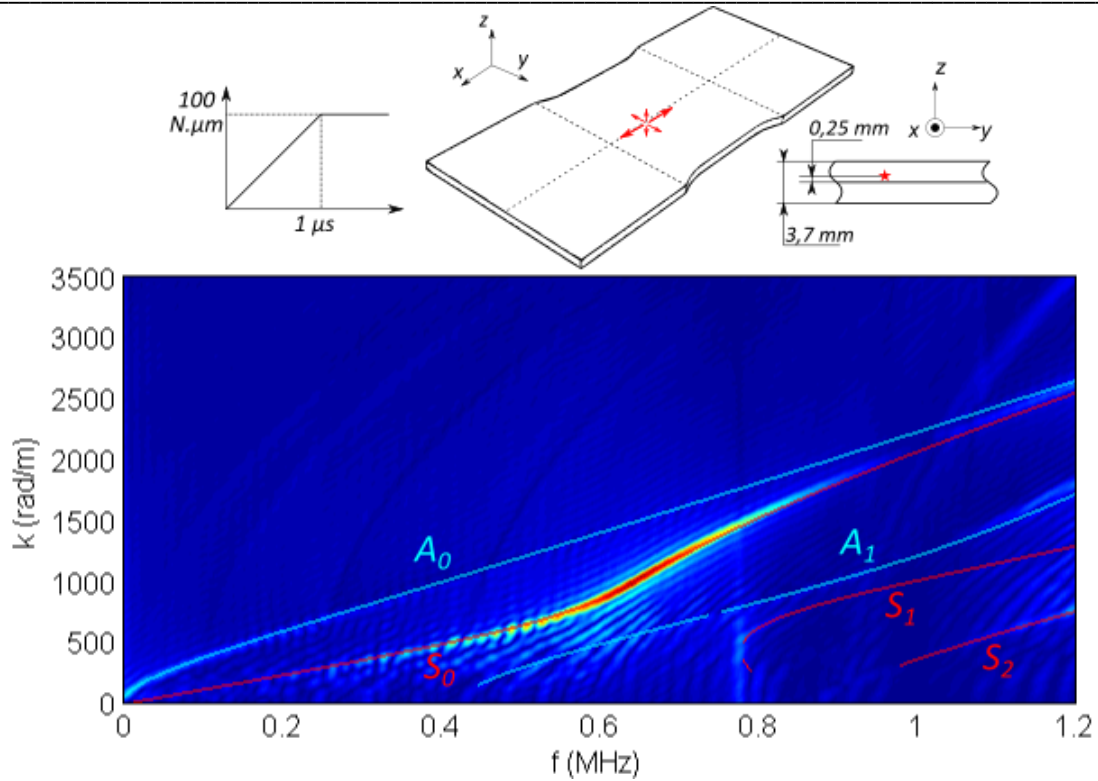 z
x
y
100
N.µm
1 µs
z
x
y
0,25 mm
3,7 mm
3500
3000
2500
2000
1500
1000
500
0
k (rad/m)
A0
S0
A1
S1
S2
0 0.2 0.4 0.6 0.8 1 1.2
f (MHz)